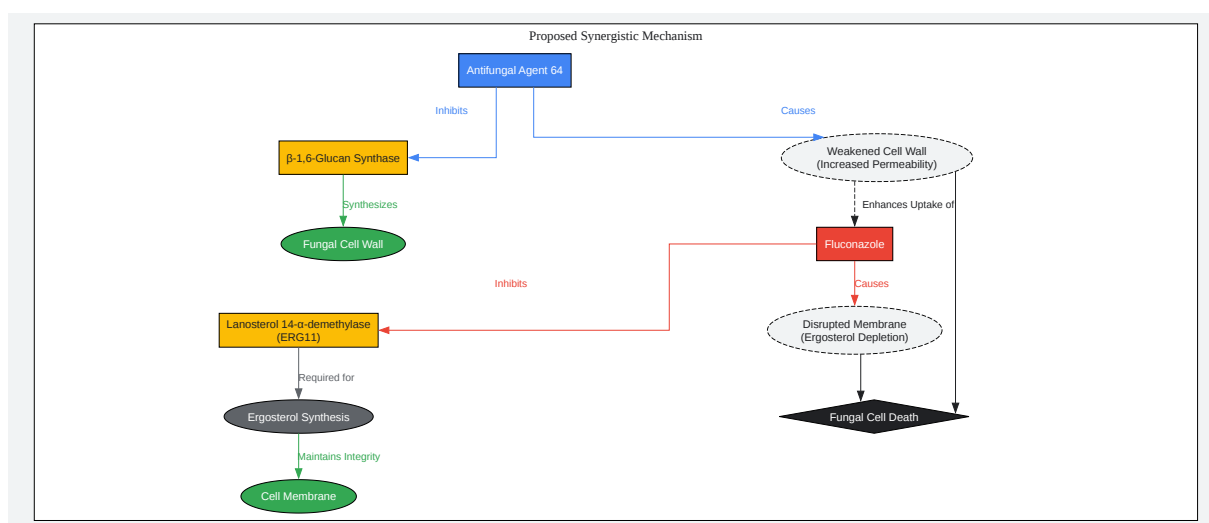 Proposed Synergistic Mechanism
Antifungal Agent 64
Inhibits
Causes
β-1,6-Glucan Synthase
Weakened Cell Wall
(Increased Permeability)
Synthesizes
Enhances Uptake of
Fungal Cell Wall
Fluconazole
Inhibits
Causes
Lanosterol 14-α-demethylase
(ERG11)
Disrupted Membrane
(Ergosterol Depletion)
Required for
Ergosterol Synthesis
Fungal Cell Death
Maintains Integrity
Cell Membrane